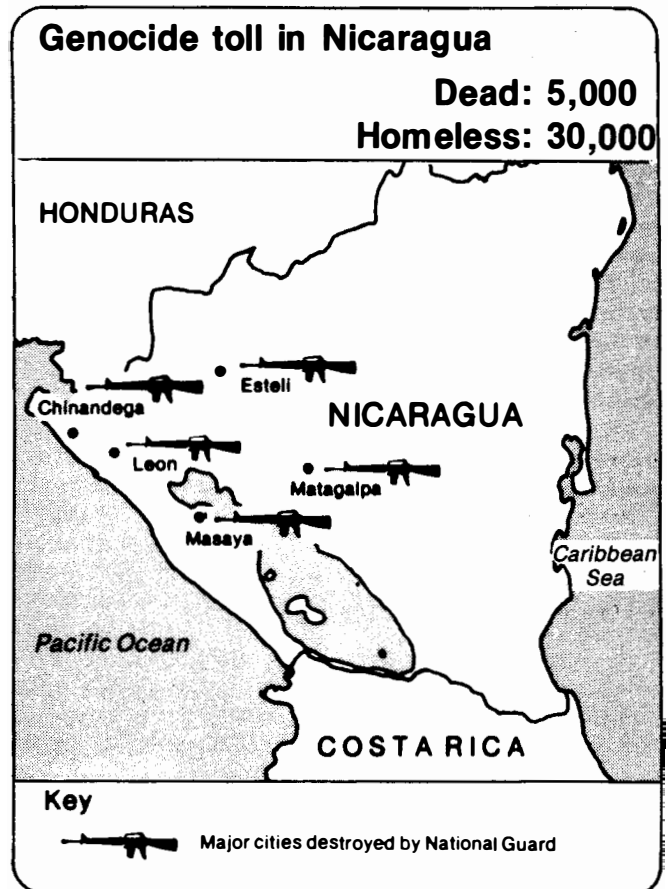 Genocide toll in Nicaragua
Dead: 5,000
Homeless: 30,000
HONDURAS
Esteli
Chinandega
NICARAGUA
Leon
Matagalpa
Masaya
Caribbean
Sea
Pacific Ocean
COSTA RICA
Key
Major cities destroyed by National Guard